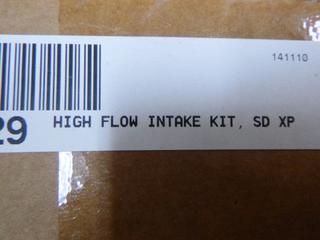 141110
29
HIGH FLOW INTAKE KIT, SD XP